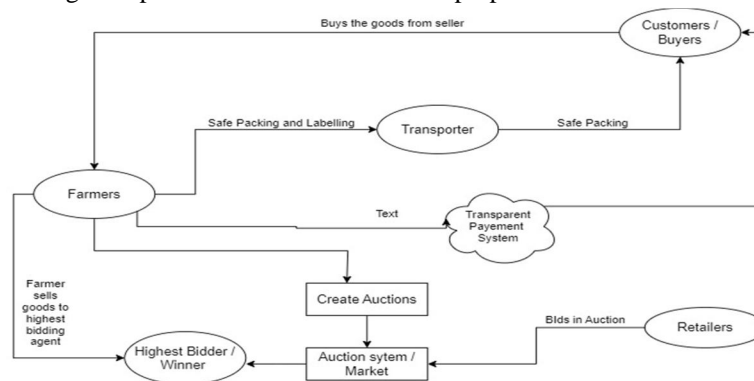 Buys the goods from seller
Customers /
Buyers
Safe Packing and Labelling
Transporter
Safe Packing
Farmers
Text
Transparent
Payement
System
Farmer
sells
goods to
highest
bidding
agent
Create Auctions
BIds in Auction
Retailers
Highest Bidder /
Winner
Auction sytem /
Market